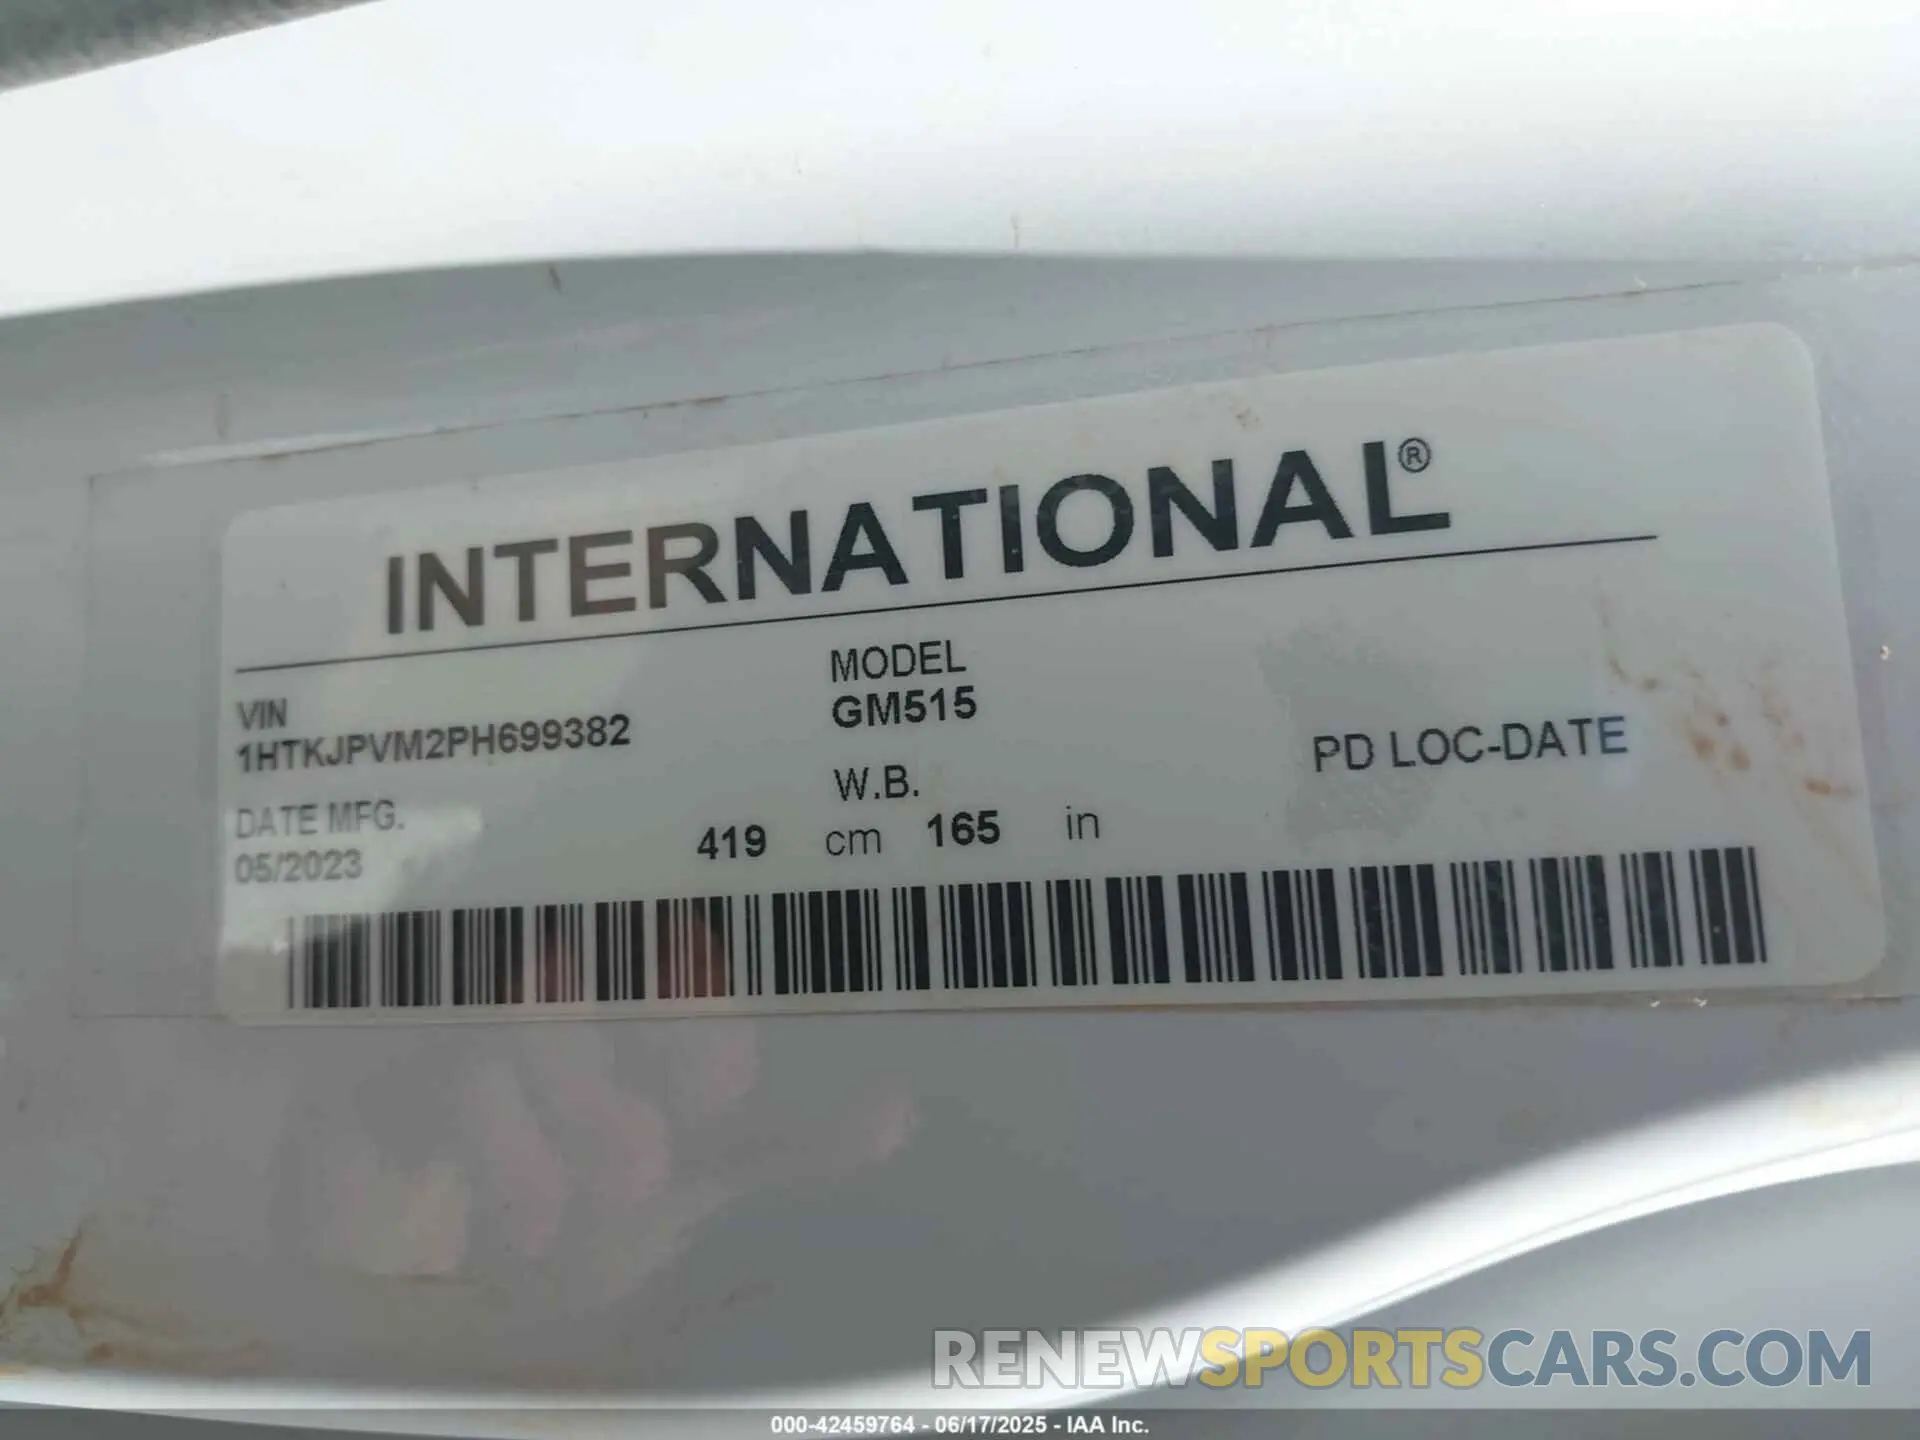 INTERNATIONAL®
VIN
1HTKJPVM2PH699382
DATE MFG.
05/2023
MODEL
GM515
W.B.
419 cm 165 in
PD LOC-DATE
RENEWSPORTSCARS.COM
000-42459764 - 06/17/2025 - IAA Inc.